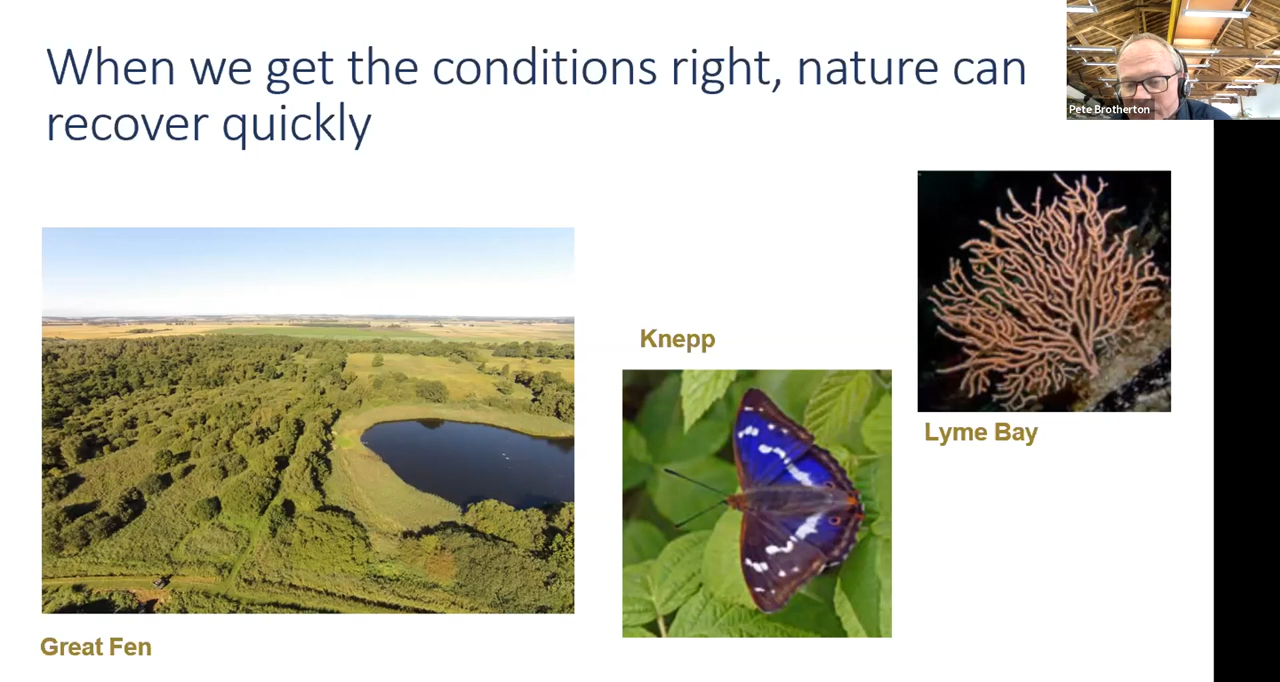 When we get the conditions right, nature can
recover quickly
Pete Brotherton
Knepp
Lyme Bay
Great Fen